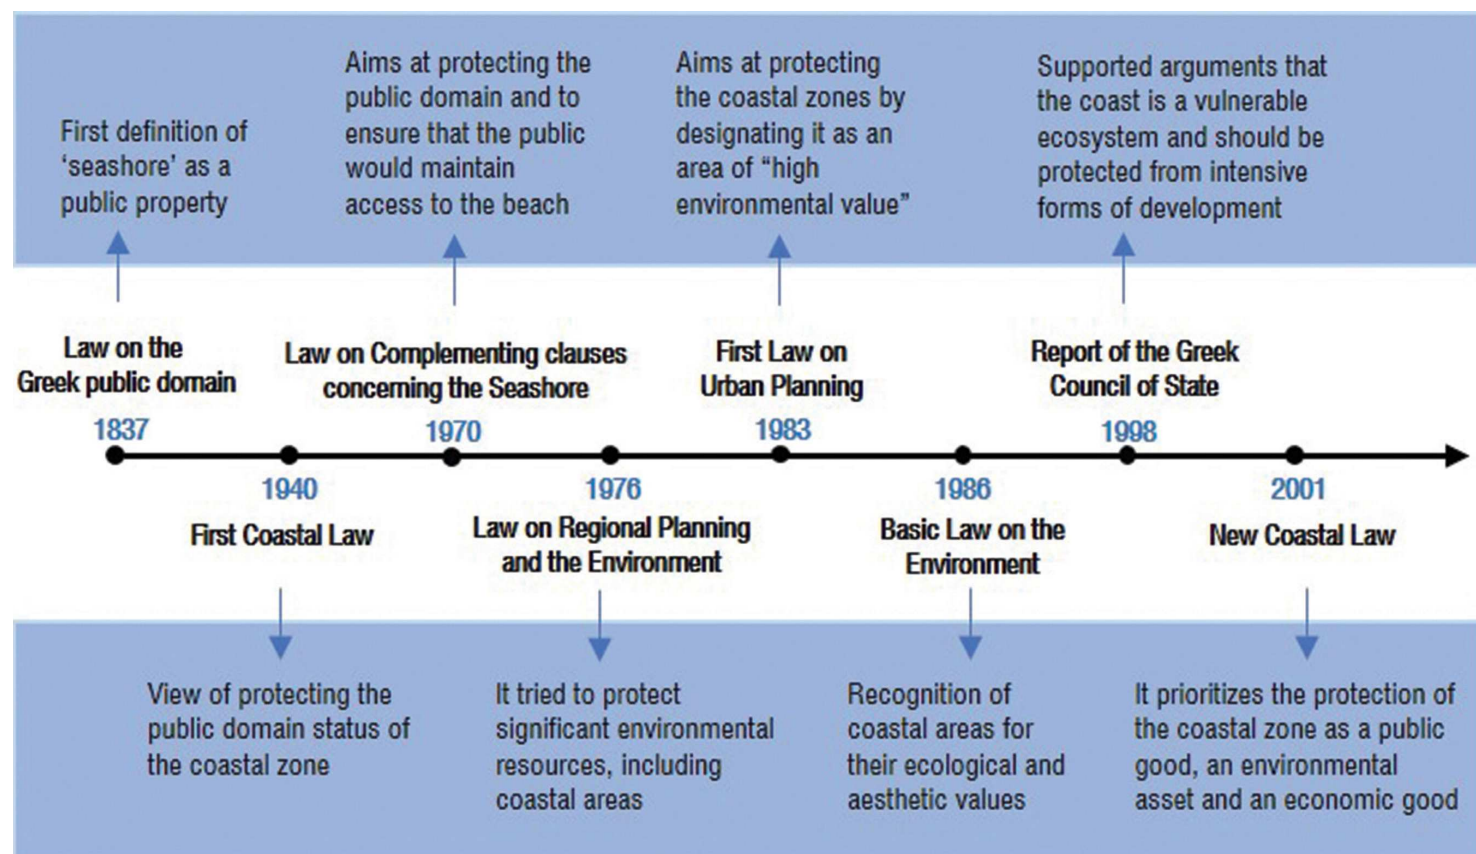 First definition of
‘seashore’ as a
public property
Aims at protecting the
public domain and to
ensure that the public
would maintain
access to the beach
Aims at protecting
the coastal zones by
designating it as an
area of “high
environmental value”
Supported arguments that
the coast is a vulnerable
ecosystem and should be
protected from intensive
forms of development
Law on the
Greek public domain
1837
Law on Complementing clauses
concerning the Seashore
1970
First Law on
Urban Planning
1983
Report of the Greek
Council of State
1998
1940
First Coastal Law
1976
Law on Regional Planning
and the Environment
1986
Basic Law on the
Environment
2001
New Coastal Law
View of protecting the
public domain status of
the coastal zone
It tried to protect
significant environmental
resources, including
coastal areas
Recognition of
coastal areas for
their ecological and
aesthetic values
It prioritizes the protection of
the coastal zone as a public
good, an environmental
asset and an economic good